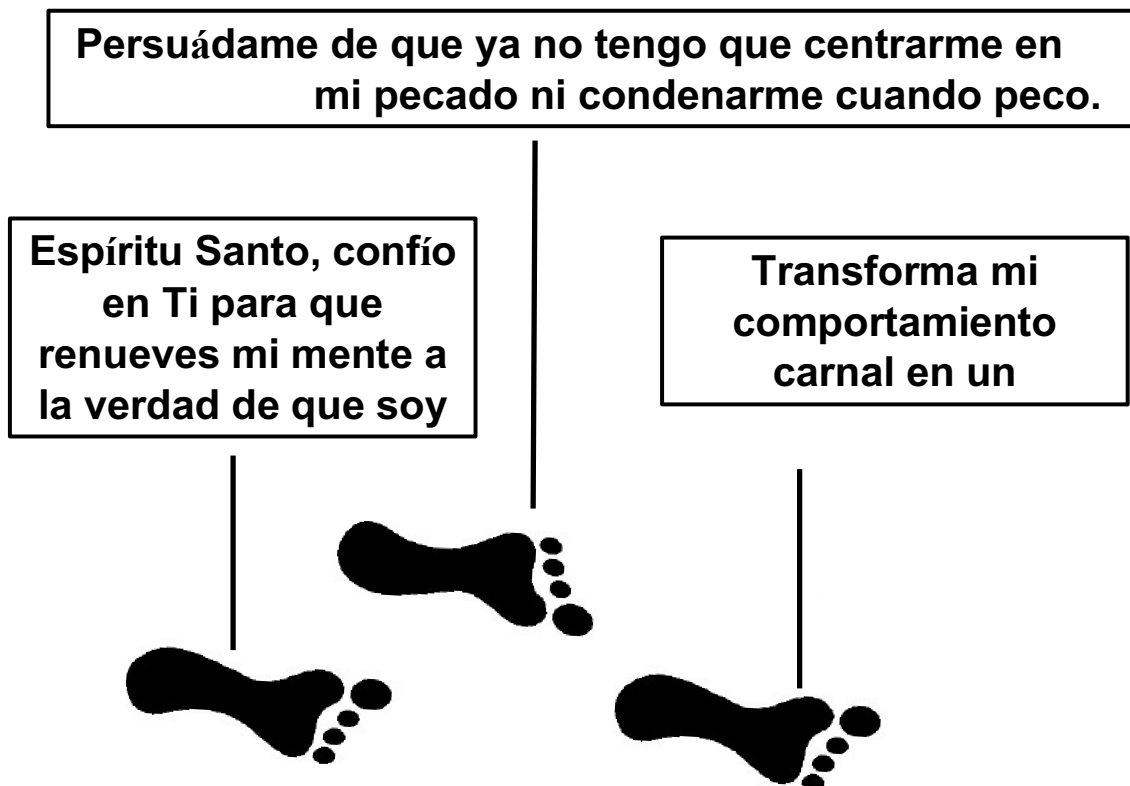 Persuádame de que ya no tengo que centrarme en
mi pecado ni condenarme cuando peco.
Espíritu Santo, confío
en Ti para que
renueves mi mente a
la verdad de que soy
Transforma mi
comportamiento
carnal en un